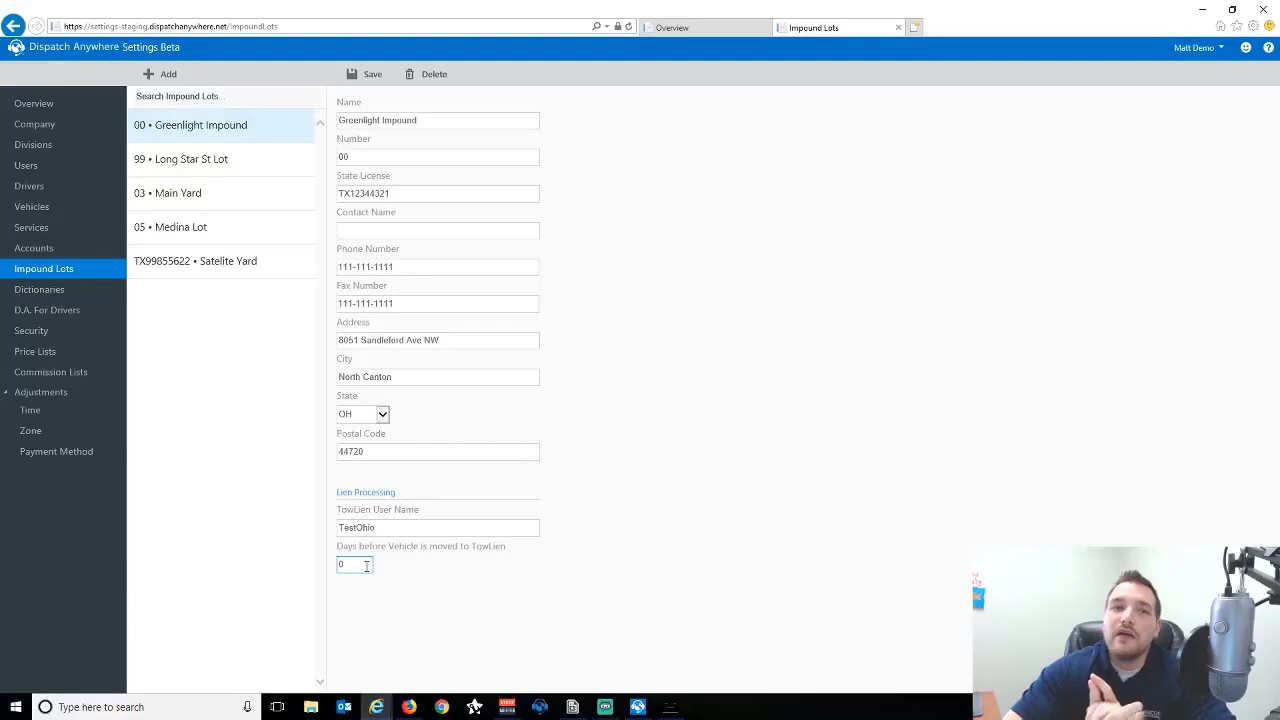 https://settings-staging.dispatchanywhere.net/ImpoundLots
Overview
Impound Lots
Dispatch Anywhere Settings Beta
Matt Demo
Add
Save
Delete
Overview
Company
Divisions
Users
Drivers
Vehicles
Services
Accounts
Impound Lots
Dictionaries
D.A. For Drivers
Security
Price Lists
Commission Lists
Adjustments
Time
Zone
Payment Method
Search Impound Lots...
00 • Greenlight Impound
99 • Long Star St Lot
03 • Main Yard
05 • Medina Lot
TX99855622 • Satelite Yard
Name
Greenlight Impound
Number
00
State License
TX12344321
Contact Name
Phone Number
111-111-1111
Fax Number
111-111-1111
Address
8051 Sandleford Ave NW
City
North Canton
State
OH
Postal Code
44720
Lien Processing
TowLien User Name
TestOhio
Days before Vehicle is moved to TowLien
0
Type here to search